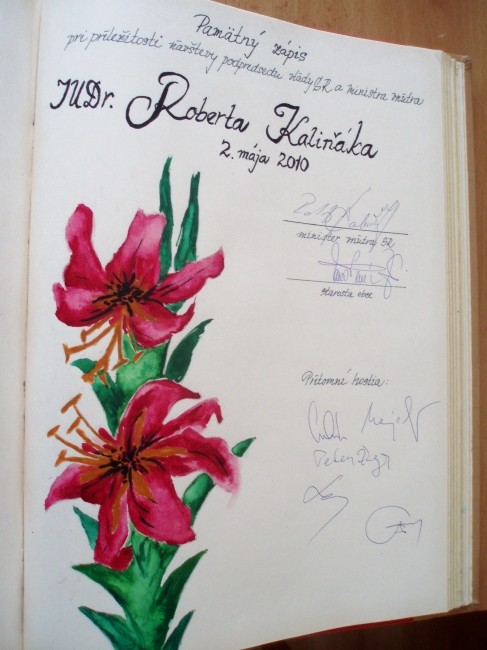 Pamätný zápis
pri príležitosti návštevy podpredsedu vlády SR a ministra vnútra
JUDr. Roberta Kaliňáka
2. mája 2010
minister vnútra SR
starosta obce
Prítomní hostia:
Peter